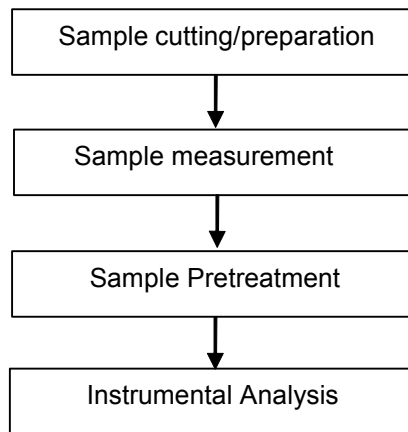 Sample cutting/preparation
Sample measurement
Sample Pretreatment
Instrumental Analysis